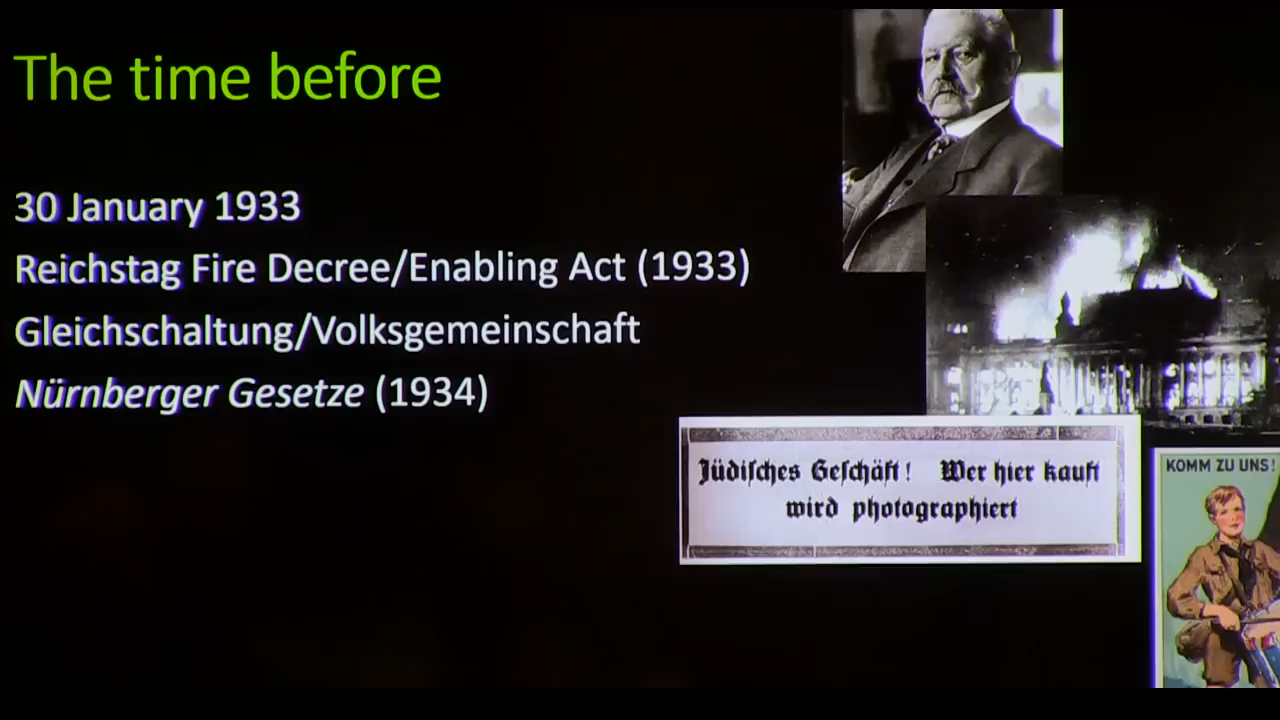 The time before
30 January 1933
Reichstag Fire Decree/Enabling Act (1933)
Gleichschaltung/Volksgemeinschaft
Nürnberger Gesetze (1934)
Jüdiſches Geſchäft! Wer hier kauft
wird photographiert
KOMM ZU UNS!